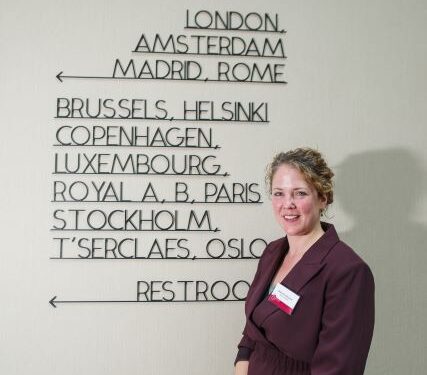 LONDON,
AMSTERDAM
MADRID, ROME
BRUSSELS, HELSINKI
COPENHAGEN,
LUXEMBOURG,
ROYAL A, B, PARIS
STOCKHOLM,
T'SERCLAES, OSLO
RESTROO